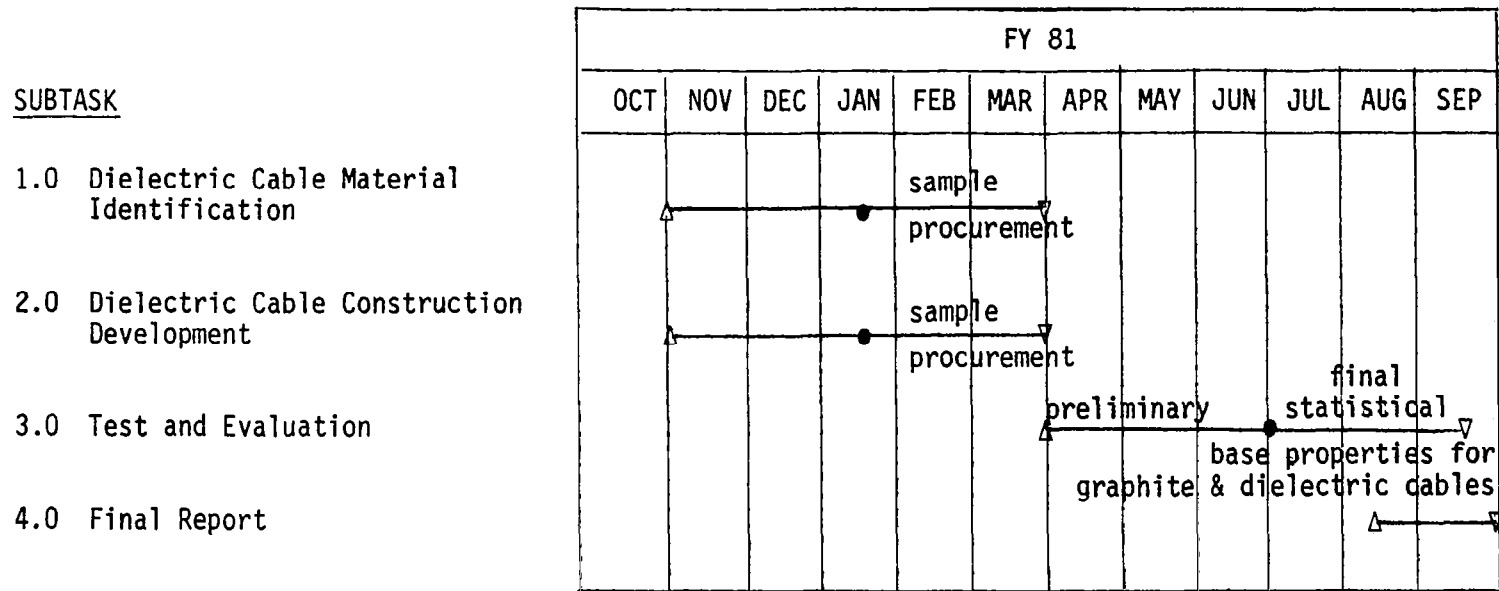 FY 81
SUBTASK
OCT NOV DEC JAN FEB MAR APR MAY JUN JUL AUG SEP
1.0 Dielectric Cable Material
Identification
sample
procurement
2.0 Dielectric Cable Construction
Development
sample
procurement
3.0 Test and Evaluation
preliminary
final
statistical
base properties for
graphite & dielectric cables
4.0 Final Report